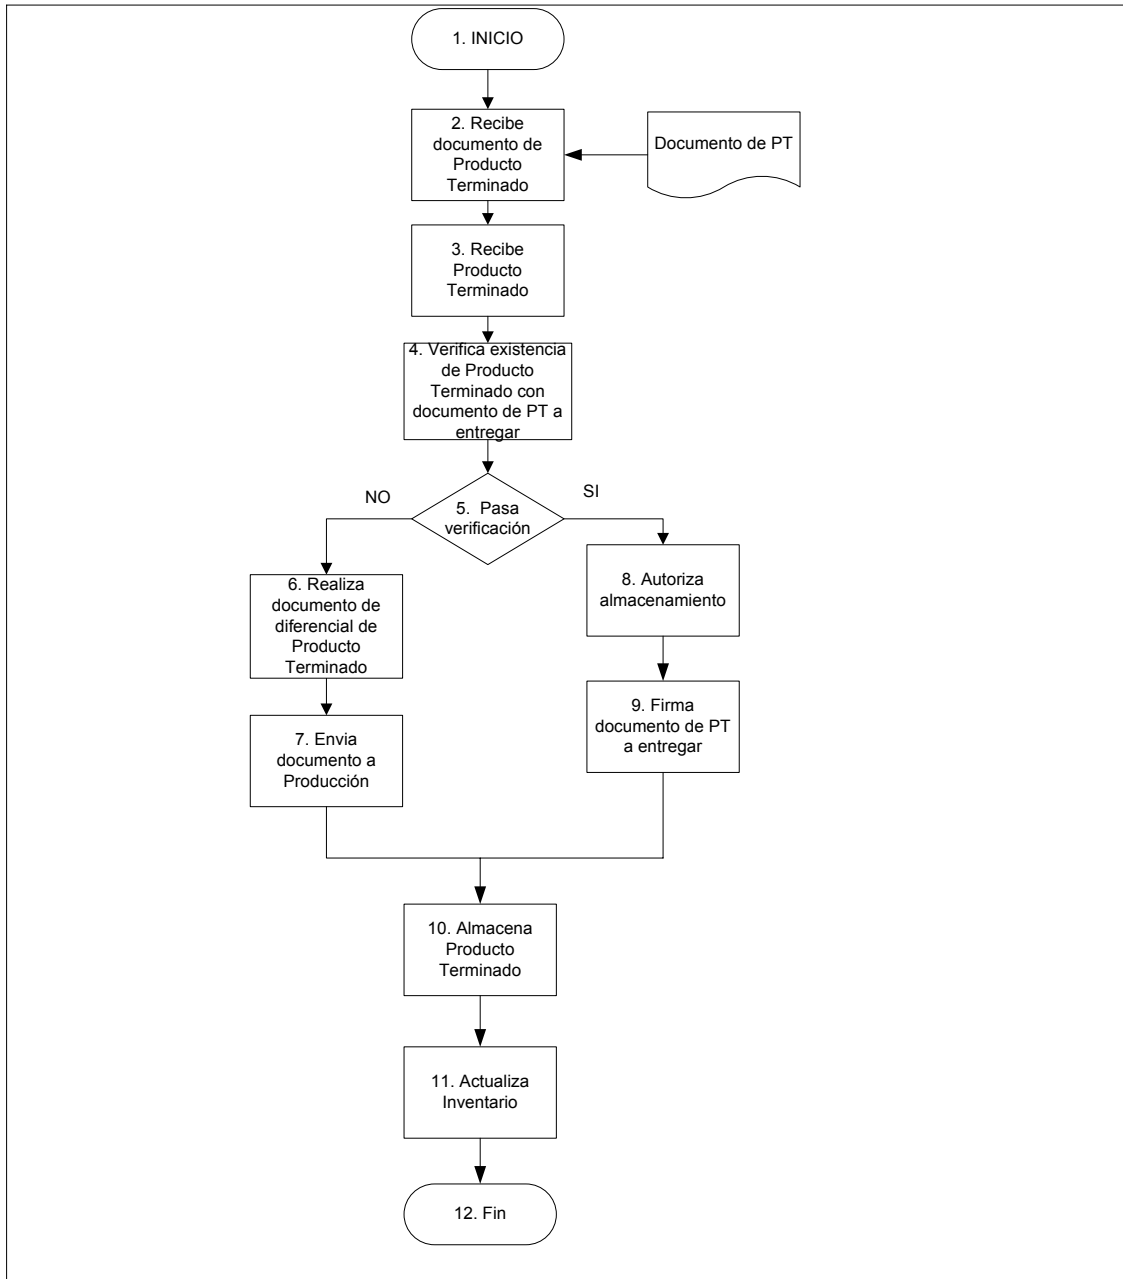 1. INICIO
2. Recibe
documento de
Producto
Terminado
Documento de PT
3. Recibe
Producto
Terminado
4. Verifica existencia
de Producto
Terminado con
documento de PT a
entregar
NO
SI
5. Pasa
verificación
6. Realiza
documento de
diferencial de
Producto
Terminado
8. Autoriza
almacenamiento
7. Envia
documento a
Producción
9. Firma
documento de PT
a entregar
10. Almacena
Producto
Terminado
11. Actualiza
Inventario
12. Fin